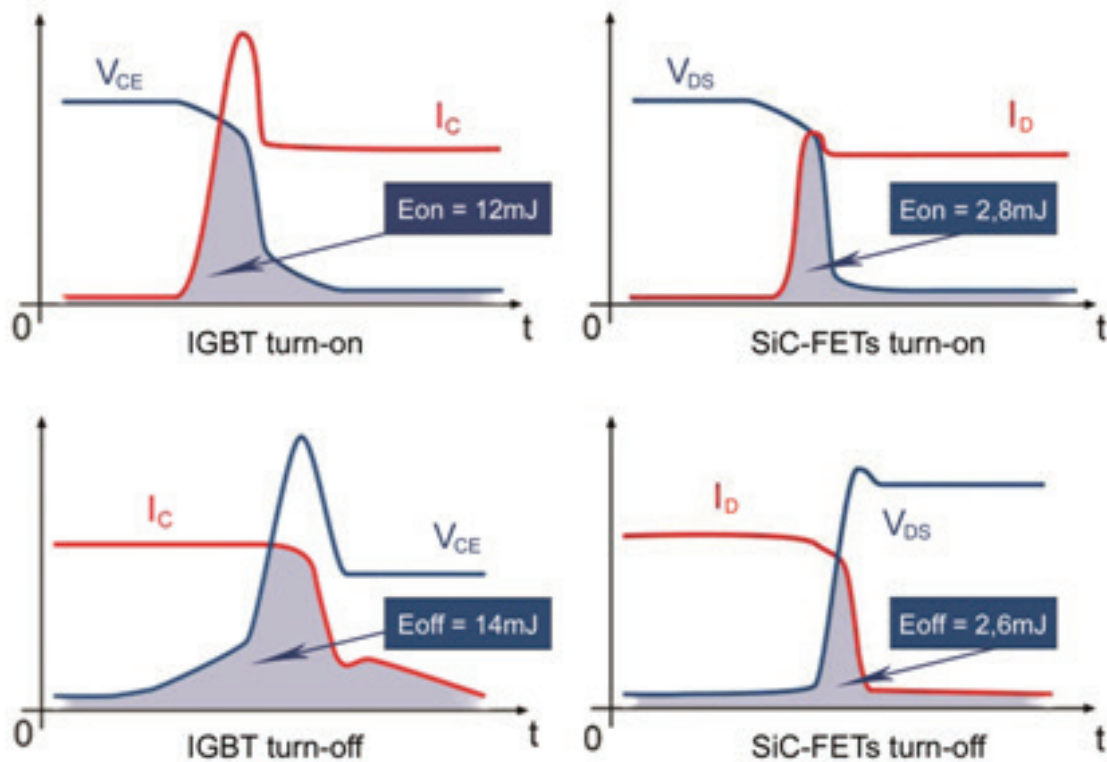 V_CE
I_C
Eon = 12mJ
0
t
IGBT turn-on
V_DS
I_D
Eon = 2,8mJ
0
t
SiC-FETs turn-on
I_C
V_CE
Eoff = 14mJ
0
t
IGBT turn-off
I_D
V_DS
Eoff = 2,6mJ
0
t
SiC-FETs turn-off